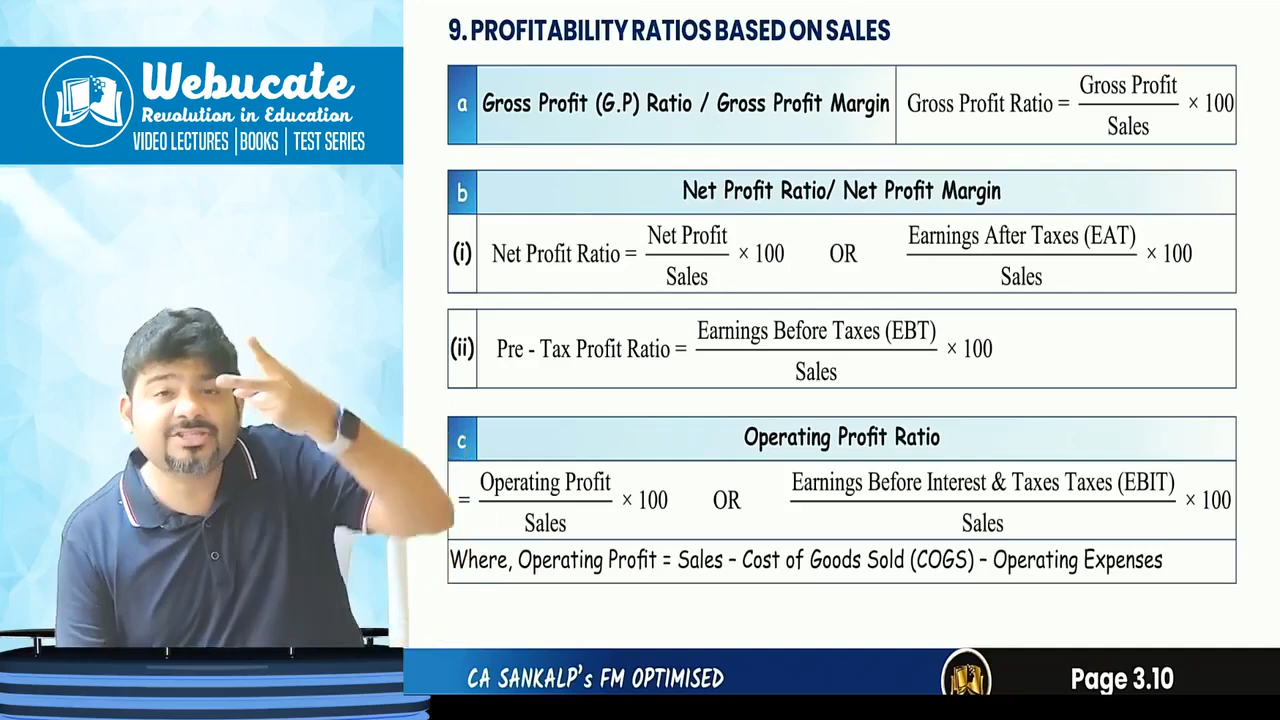 Webucate
Revolution in Education
VIDEO LECTURES | BOOKS | TEST SERIES
9. PROFITABILITY RATIOS BASED ON SALES
a Gross Profit (G.P) Ratio / Gross Profit Margin Gross Profit Ratio = Gross Profit / Sales × 100
b Net Profit Ratio/ Net Profit Margin
(i) Net Profit Ratio = Net Profit / Sales × 100 OR Earnings After Taxes (EAT) / Sales × 100
(ii) Pre - Tax Profit Ratio = Earnings Before Taxes (EBT) / Sales × 100
c Operating Profit Ratio
= Operating Profit / Sales × 100 OR Earnings Before Interest & Taxes Taxes (EBIT) / Sales × 100
Where, Operating Profit = Sales – Cost of Goods Sold (COGS) – Operating Expenses
CA SANKALP's FM OPTIMISED
Page 3.10